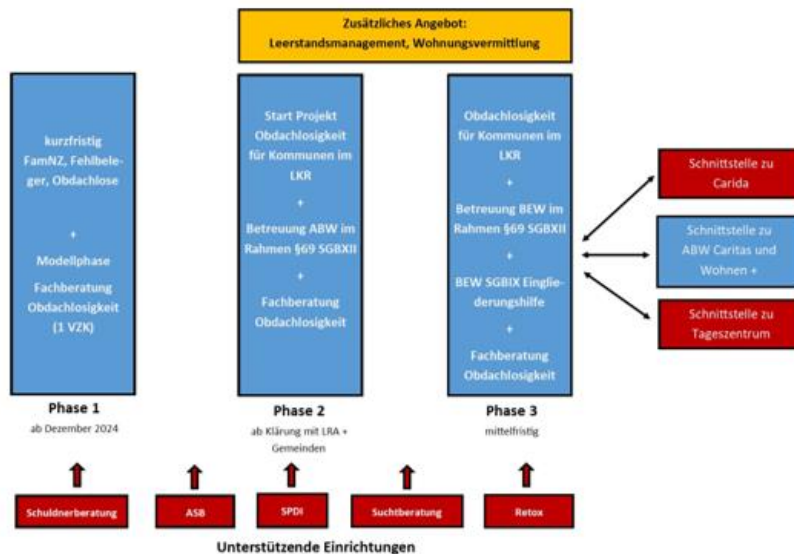 Zusätzliches Angebot:
Leerstandsmanagement, Wohnungsvermittlung
kurzfristig
FamNZ, Fehlbele-
ger, Obdachlose
+
Modellphase
Fachberatung
Obdachlosigkeit
(1 VZK)
Phase 1
ab Dezember 2024
Start Projekt
Obdachlosigkeit
für Kommunen im
LKR
+
Betreuung ABW im
Rahmen §69 SGBXII
+
Fachberatung
Obdachlosigkeit
Phase 2
ab Klärung mit LRA +
Gemeinden
Obdachlosigkeit
für Kommunen im
LKR
+
Betreuung BEW im
Rahmen §69 SGBXII
+
BEW SGBIX Einglie-
derungshilfe
+
Fachberatung
Obdachlosigkeit
Phase 3
mittelfristig
Schnittstelle zu
Carida
Schnittstelle zu
ABW Caritas und
Wohnen +
Schnittstelle zu
Tageszentrum
Schuldnerberatung
ASB
SPDI
Suchtberatung
Retox
Unterstützende Einrichtungen